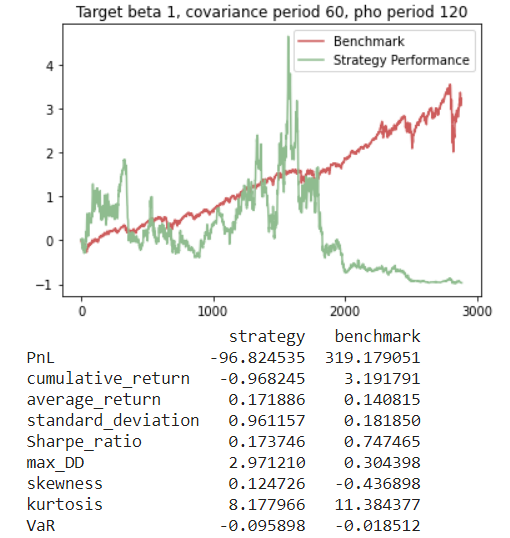 Target beta 1, covariance period 60, pho period 120
Benchmark
Strategy Performance
4
3
2
1
0
−1
0 1000 2000 3000
strategy benchmark
PnL -96.824535 319.179051
cumulative_return -0.968245 3.191791
average_return 0.171886 0.140815
standard_deviation 0.961157 0.181850
Sharpe_ratio 0.173746 0.747465
max_DD 2.971210 0.304398
skewness 0.124726 -0.436898
kurtosis 8.177966 11.384377
VaR -0.095898 -0.018512